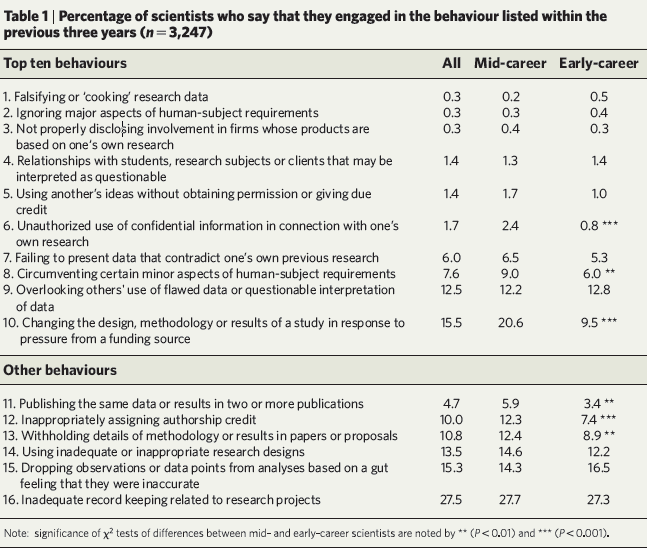 Table 1 | Percentage of scientists who say that they engaged in the behaviour listed within the
previous three years (n = 3,247)
Top ten behaviours All Mid-career Early-career
1. Falsifying or ‘cooking’ research data 0.3 0.2 0.5
2. Ignoring major aspects of human-subject requirements 0.3 0.3 0.4
3. Not properly disclosing involvement in firms whose products are 0.3 0.4 0.3
based on one’s own research
4. Relationships with students, research subjects or clients that may be 1.4 1.3 1.4
interpreted as questionable
5. Using another’s ideas without obtaining permission or giving due 1.4 1.7 1.0
credit
6. Unauthorized use of confidential information in connection with one’s 1.7 2.4 0.8 ***
own research
7. Failing to present data that contradict one’s own previous research 6.0 6.5 5.3
8. Circumventing certain minor aspects of human-subject requirements 7.6 9.0 6.0 **
9. Overlooking others' use of flawed data or questionable interpretation 12.5 12.2 12.8
of data
10. Changing the design, methodology or results of a study in response to 15.5 20.6 9.5 ***
pressure from a funding source
Other behaviours
11. Publishing the same data or results in two or more publications 4.7 5.9 3.4 **
12. Inappropriately assigning authorship credit 10.0 12.3 7.4 ***
13. Withholding details of methodology or results in papers or proposals 10.8 12.4 8.9 **
14. Using inadequate or inappropriate research designs 13.5 14.6 12.2
15. Dropping observations or data points from analyses based on a gut 15.3 14.3 16.5
feeling that they were inaccurate
16. Inadequate record keeping related to research projects 27.5 27.7 27.3
Note: significance of χ² tests of differences between mid- and early-career scientists are noted by ** (P < 0.01) and *** (P < 0.001).